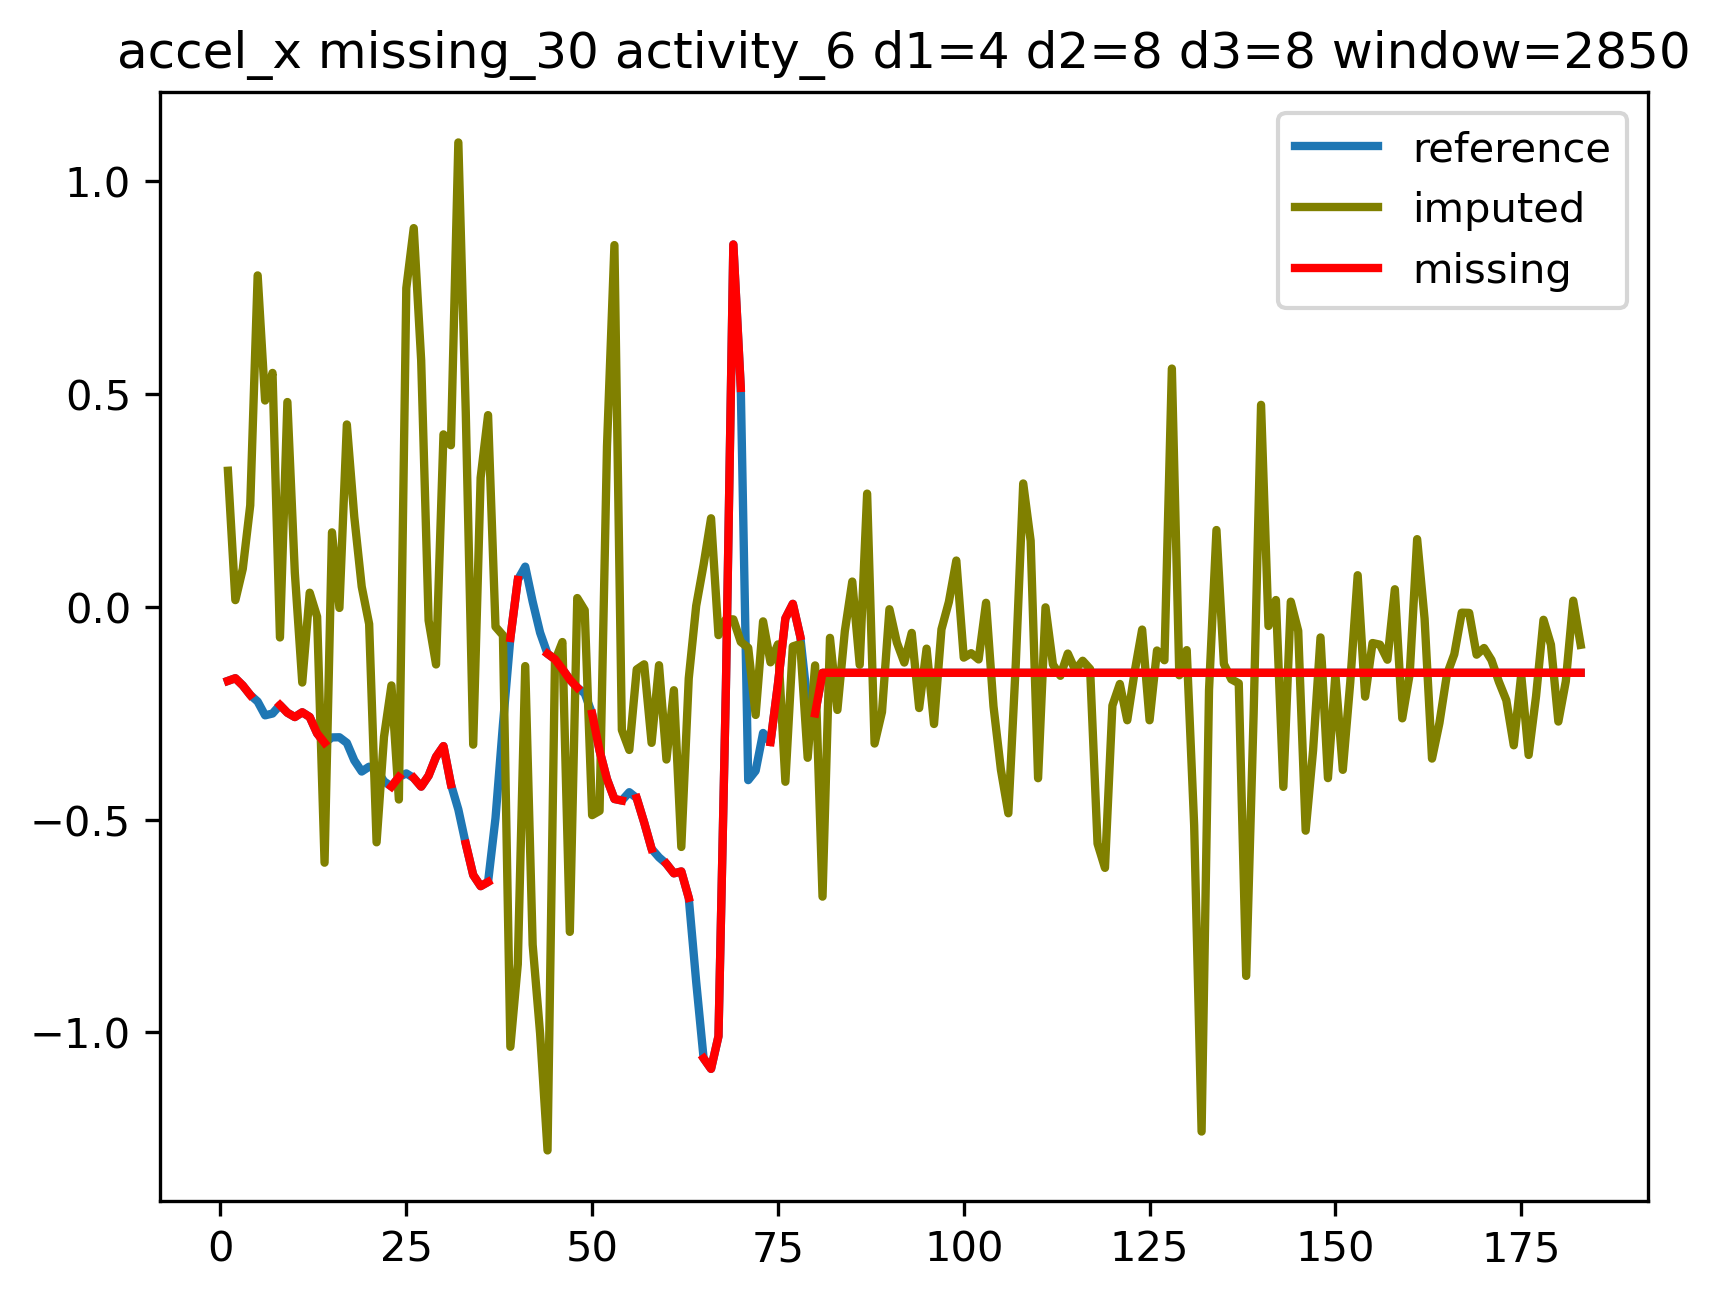 accel_x missing_30 activity_6 d1=4 d2=8 d3=8 window=2850
reference
imputed
missing
1.0
0.5
0.0
−0.5
−1.0
0 25 50 75 100 125 150 175